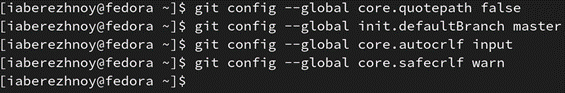 [iaberezhnoy@fedora ~]$ git config --global core.quotepath false
[iaberezhnoy@fedora ~]$ git config --global init.defaultBranch master
[iaberezhnoy@fedora ~]$ git config --global core.autocrlf input
[iaberezhnoy@fedora ~]$ git config --global core.safecrlf warn
[iaberezhnoy@fedora ~]$